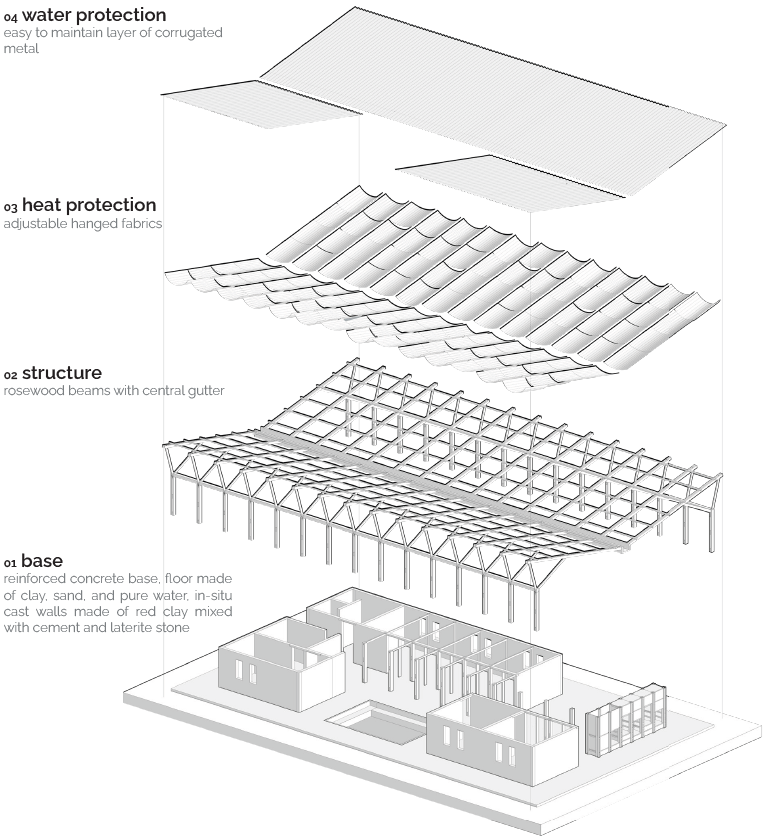 04 water protection
easy to maintain layer of corrugated
metal
03 heat protection
adjustable hanged fabrics
02 structure
rosewood beams with central gutter
01 base
reinforced concrete base, floor made
of clay, sand, and pure water, in-situ
cast walls made of red clay mixed
with cement and laterite stone